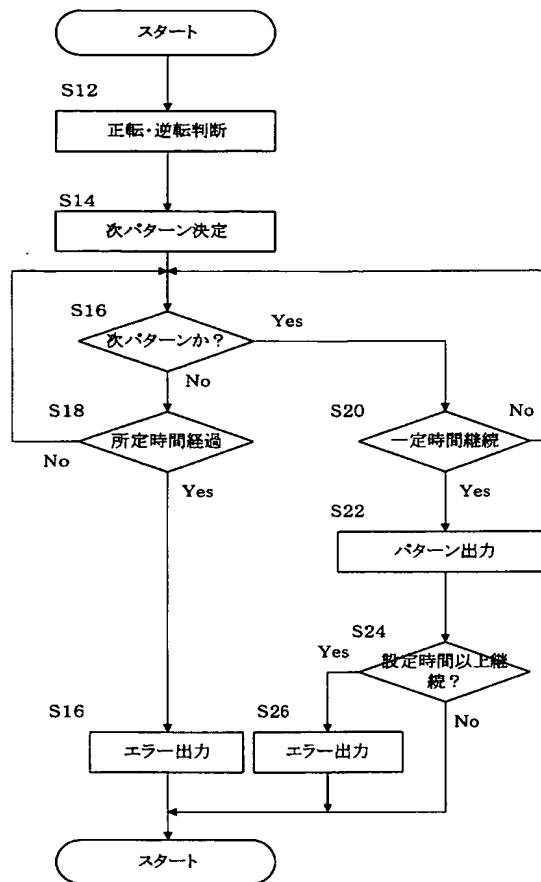 スタート
S12
正転・逆転判断
S14
次パターン決定
S16
次パターンか？
Yes
No
S18
所定時間経過
No
Yes
S20
一定時間継続
No
Yes
S22
パターン出力
S24
設定時間以上継
続？
Yes
No
S16
エラー出力
S26
エラー出力
スタート